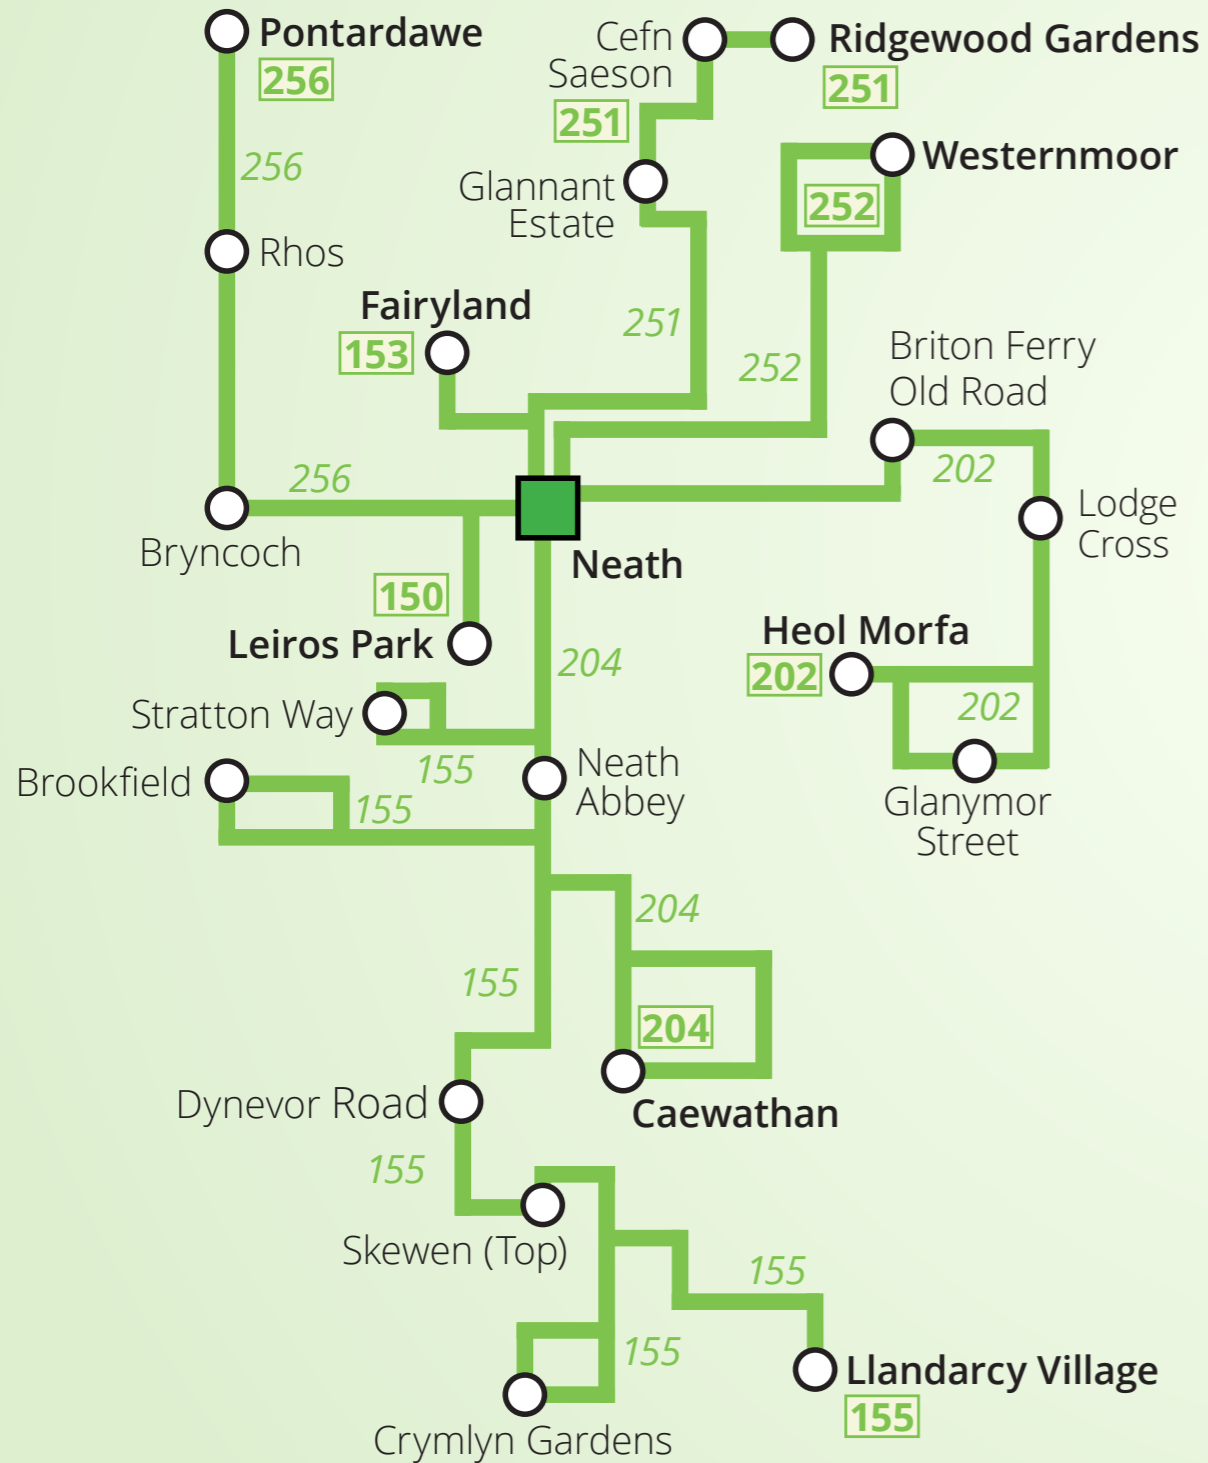 Pontardawe
256
256
Rhos
256
Bryncoch
Cefn
Saeson
251
Ridgewood Gardens
251
Glannant
Estate
251
Westernmoor
252
252
Fairyland
153
Briton Ferry
Old Road
202
Lodge
Cross
Neath
150
Leiros Park
204
Heol Morfa
202
202
Glanymor
Street
Stratton Way
155
Neath
Abbey
Brookfield
155
204
155
204
Caewathan
Dynevor Road
155
Skewen (Top)
155
155
Llandarcy Village
155
Crymlyn Gardens